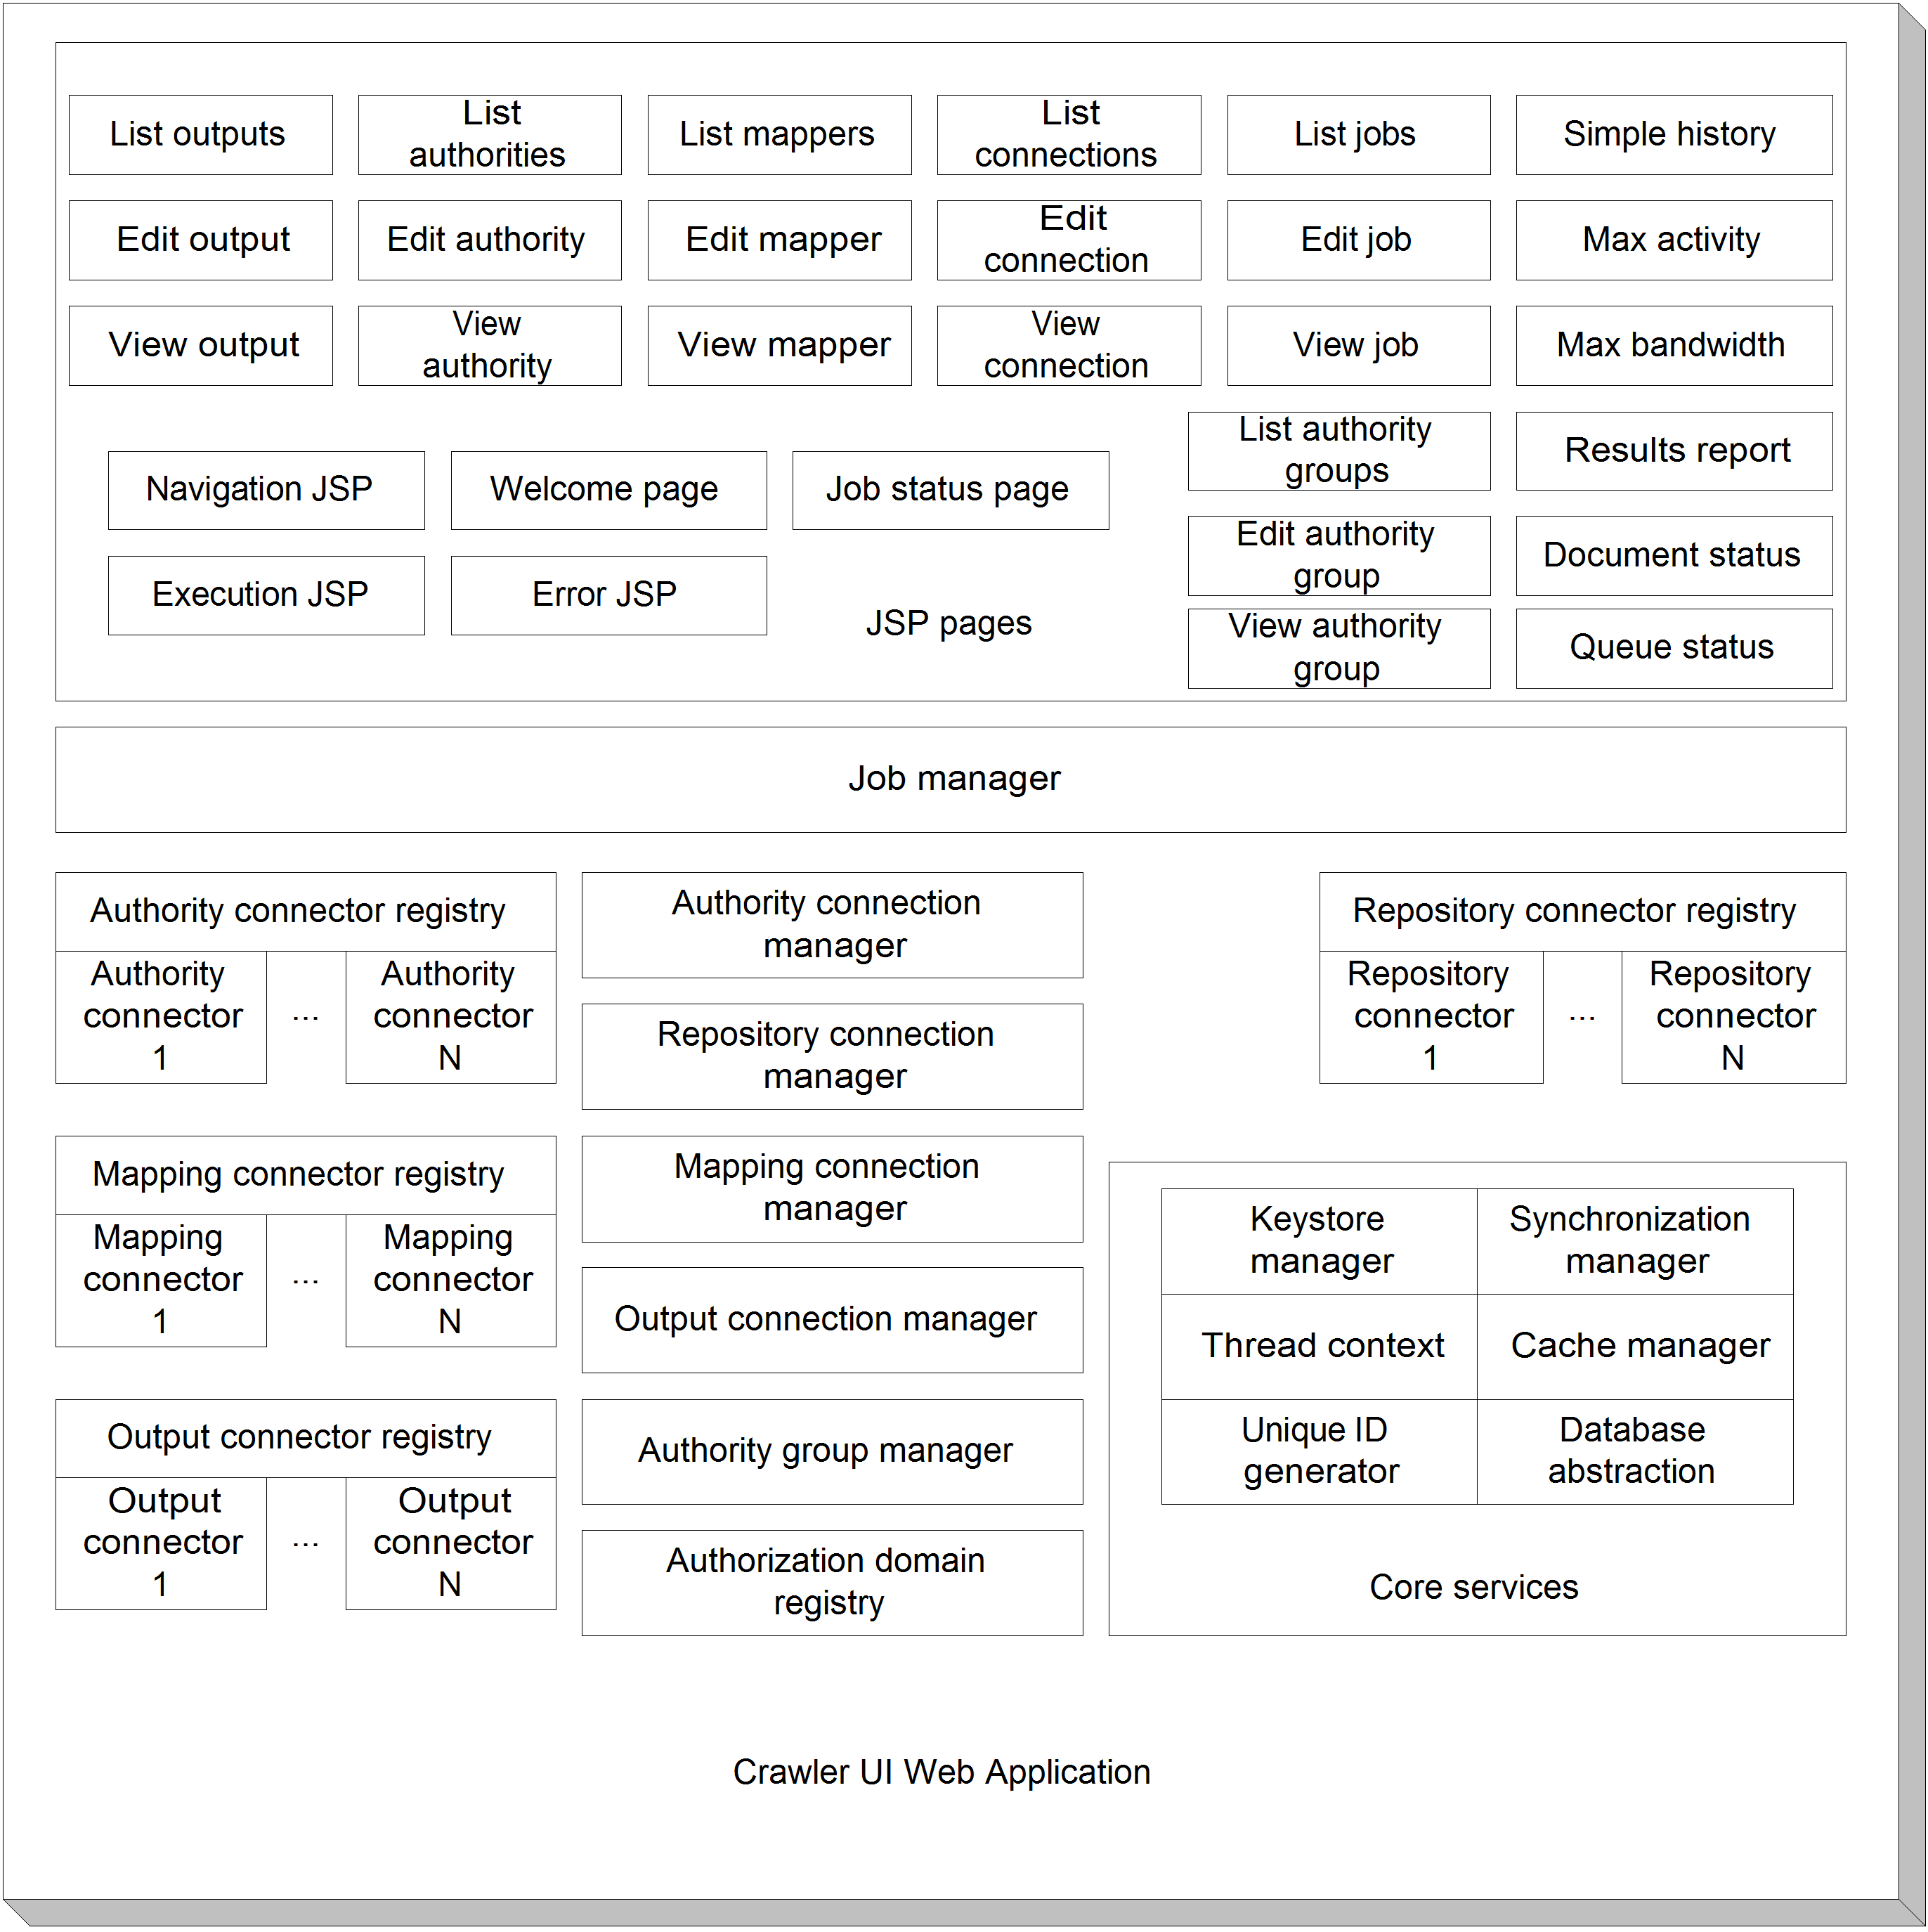 List outputs
List
authorities
List mappers
List
connections
List jobs
Simple history
Edit output
Edit authority
Edit mapper
Edit
connection
Edit job
Max activity
View output
View
authority
View mapper
View
connection
View job
Max bandwidth
List authority
groups
Results report
Navigation JSP
Welcome page
Job status page
Edit authority
group
Document status
Execution JSP
Error JSP
JSP pages
View authority
group
Queue status
Job manager
Authority connector registry
Authority
connector
1
...
Authority
connector
N
Authority connection
manager
Repository connector registry
Repository
connector
1
...
Repository
connector
N
Repository connection
manager
Mapping connector registry
Mapping
connector
1
...
Mapping
connector
N
Mapping connection
manager
Output connection manager
Keystore
manager
Synchronization
manager
Thread context
Cache manager
Unique ID
generator
Database
abstraction
Core services
Output connector registry
Output
connector
1
...
Output
connector
N
Authority group manager
Authorization domain
registry
Crawler UI Web Application